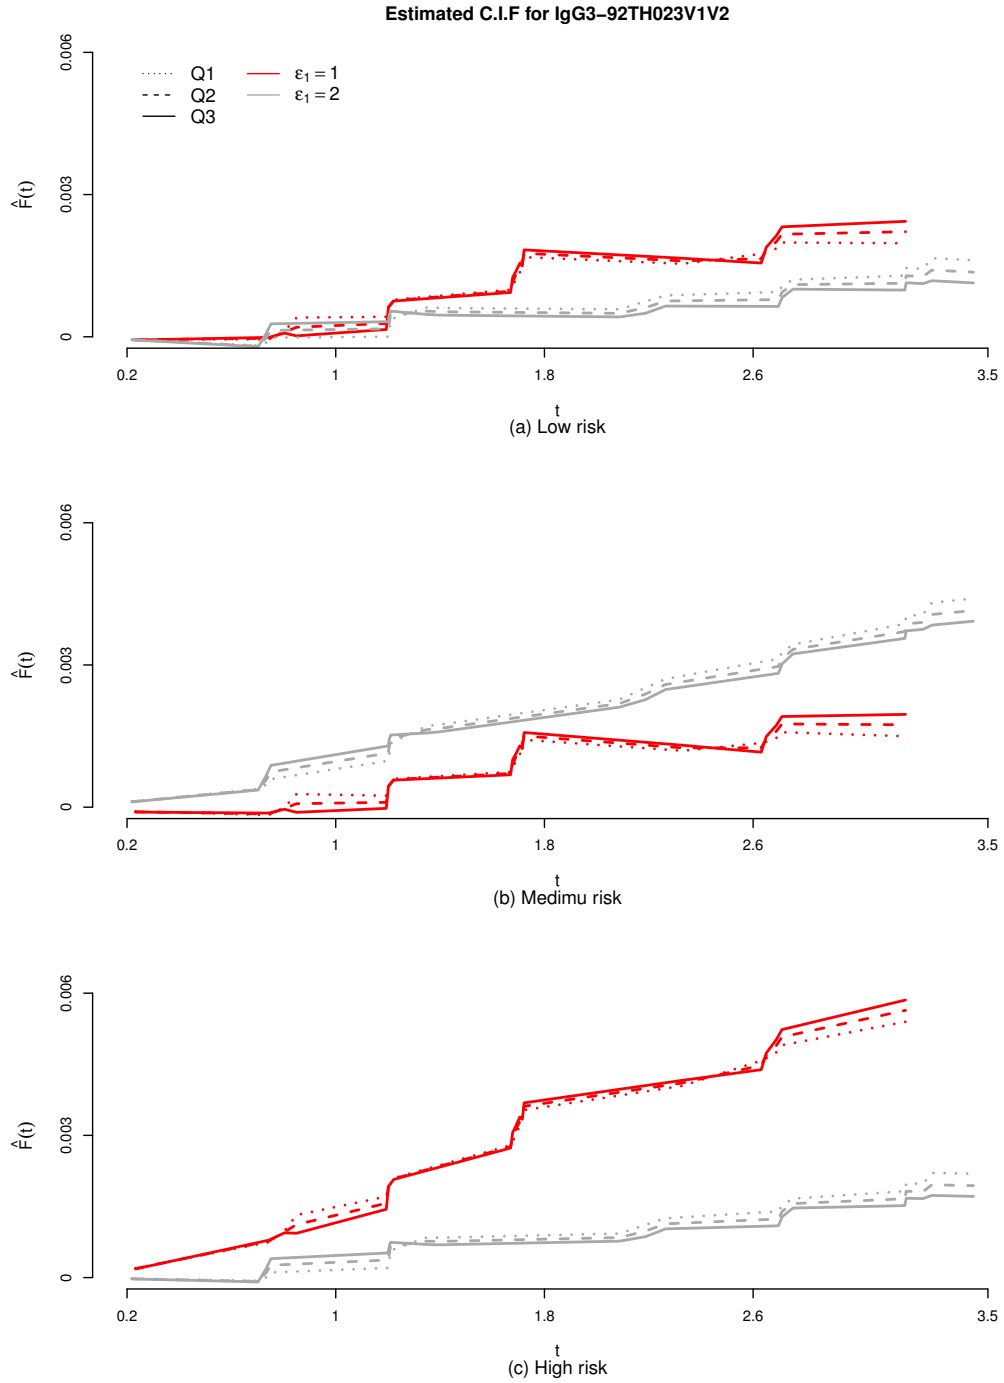 Estimated C.I.F for IgG3−92TH023V1V2
0.006
Q1 ε₁ = 1
Q2 ε₁ = 2
Q3
0.003
F̂(t)
0
0.2 1 1.8 2.6 3.5
t
(a) Low risk
0.006
0.003
F̂(t)
0
0.2 1 1.8 2.6 3.5
t
(b) Medimu risk
0.006
0.003
F̂(t)
0
0.2 1 1.8 2.6 3.5
t
(c) High risk